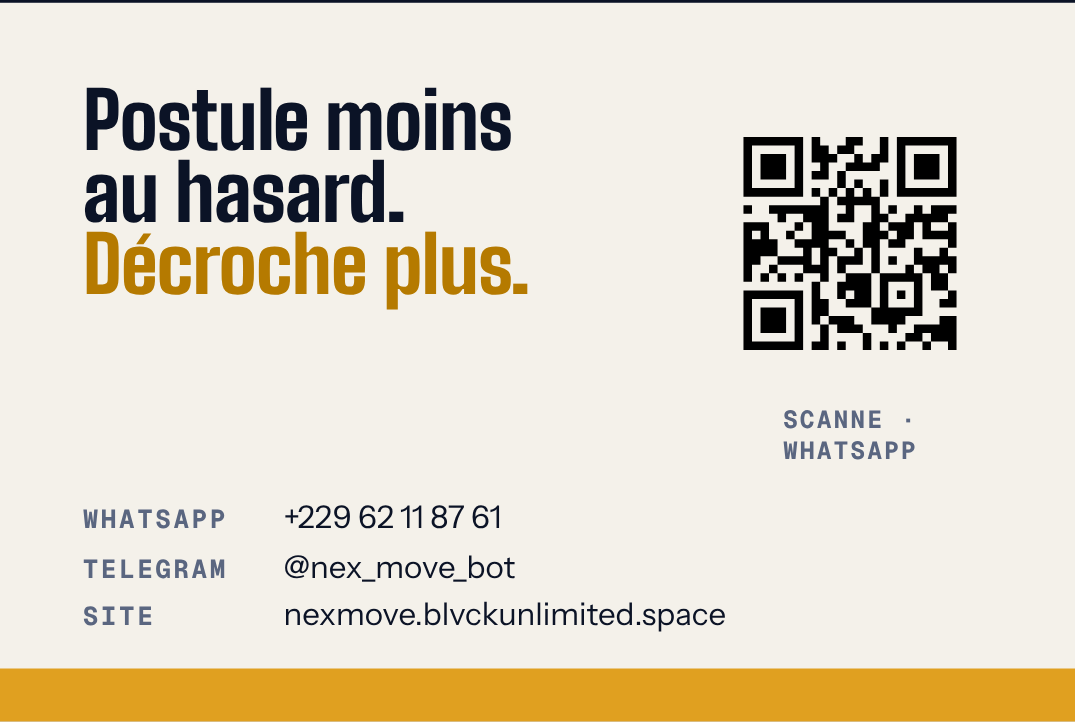 Postule moins
au hasard.
Décroche plus.
SCANNE ·
WHATSAPP
WHATSAPP +229 62 11 87 61
TELEGRAM @nex_move_bot
SITE nexmove.blvckunlimited.space